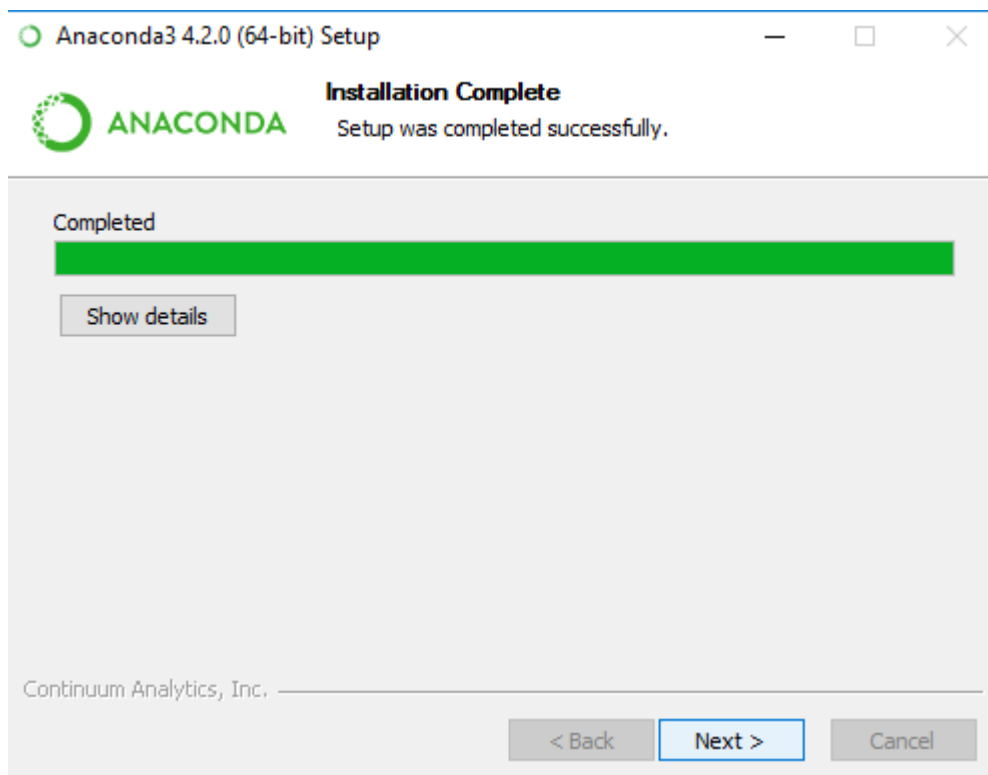 Anaconda3 4.2.0 (64-bit) Setup
ANACONDA
Installation Complete
Setup was completed successfully.
Completed
Show details
Continuum Analytics, Inc.
< Back
Next >
Cancel